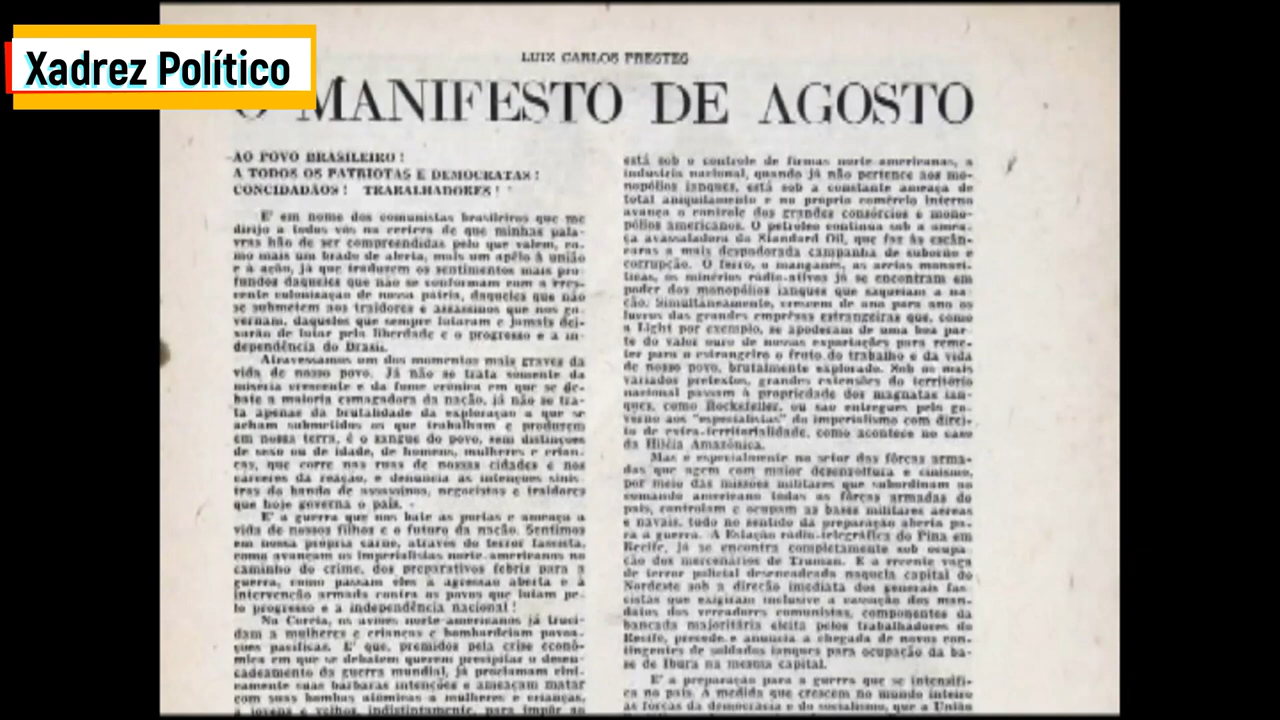 Xadrez Político
LUIZ CARLOS PRESTES
O MANIFESTO DE AGOSTO
AO POVO BRASILEIRO!
A TODOS OS PATRIOTAS E DEMOCRATAS!
CONCIDADÃOS! TRABALHADORES!
E' em nome dos comunistas brasileiros que me
dirijo a todos vós na certeza de que minhas pala-
vras hão de ser compreendidas pelo que valem, co-
mo mais um brado de alerta, mais um apêlo à união
e à ação, já que traduzem os sentimentos mais pro-
fundos daqueles que não se conformam com a cres-
cente colonização de nossa pátria, daqueles que não
se submetem aos traidores e assassinos que nos go-
vernam, daqueles que sempre lutaram e jamais dei-
xarão de lutar pela liberdade e o progresso e a in-
dependência do Brasil.
Atravessamos um dos momentos mais graves da
vida de nosso povo. Já não se trata somente da
miséria crescente e da fome crônica em que se de-
bate a maioria esmagadora da nação, já não se tra-
ta apenas da brutalidade da exploração a que se
acham submetidos os que trabalham e produzem
em nossa terra, é o sangue do povo, sem distinções
de sexo ou de idade, de homens, mulheres e crian-
ças, que corre nas ruas de nossas cidades e nos
cárceres da reação, e denuncia as intenções sinis-
tras do bando de assassinos, negocistas e traidores
que hoje governa o país.
E' a guerra que nos bate às portas e ameaça a
vida de nossos filhos e o futuro da nação. Sentimos
em nossa própria carne, através do terror fascista,
como avançam os imperialistas norte-americanos no
caminho do crime, dos preparativos febris para a
guerra, como passam eles à agressão aberta e à
intervenção armada contra os povos que lutam pe-
lo progresso e a independência nacional!
Na Coréia, os aviões norte-americanos já truci-
dam a mulheres e crianças e bombardeiam povoa-
ções pacíficas. E' que, premidos pela crise econô-
mica em que se debatem querem precipitar o desen-
cadeamento da guerra mundial, já proclamam cini-
camente suas bárbaras intenções e ameaçam matar
com suas bombas atômicas a mulheres e crianças,
a jovens e velhos, indistintamente, para impôr ao
está sob o controle de firmas norte-americanas, a
indústria nacional, quando já não pertence aos mo-
nopólios ianques, está sob a constante ameaça de
total aniquilamento e no próprio comércio interno
avança o controle dos grandes consórcios e mono-
pólios americanos. O petróleo continua sob a amea-
ça avassaladora da Standard Oil, que faz às escân-
caras a mais despudorada campanha de suborno e
corrupção. O ferro, o manganês, as areias monazí-
ticas, os minérios rádio-ativos já se encontram em
poder dos monopólios ianques que saqueiam a na-
ção. Simultâneamente, crescem de ano para ano os
lucros das grandes emprêsas estrangeiras que, como
a Light por exemplo, se apoderam de uma boa par-
te do valor ouro de nossas exportações para reme-
ter para o estrangeiro o fruto do trabalho e da vida
de nosso povo, brutalmente explorado. Sob os mais
variados pretextos, grandes extensões do território
nacional passam à propriedade dos magnatas ian-
ques, como Rockefeller, ou são entregues pelo go-
verno aos "especialistas" do imperialismo com direi-
to de extra-territorialidade, como acontece no caso
da Hiléia Amazônica.
Mas é especialmente no setor das fôrças arma-
das que agem com maior desenvoltura e cinismo,
por meio das missões militares que subordinam ao
comando americano todas as fôrças armadas do
país, controlam e ocupam as bases militares aéreas
e navais, tudo no sentido da preparação aberta pa-
ra a guerra. A Estação rádio-telegráfica do Pina em
Recife, já se encontra completamente sob ocupa-
ção dos mercenários de Truman. E a recente vaga
de terror policial desencadeada naquela capital do
Nordeste sob a direção imediata dos generais fas-
cistas que exigiram inclusive a cassação dos man-
datos dos vereadores comunistas, componentes da
bancada majoritária eleita pelos trabalhadores do
Recife, precede e anuncia a chegada de novos con-
tingentes de soldados ianques para ocupação da ba-
se de Ibura na mesma capital.
E' a preparação para a guerra que se intensifi-
ca no país. A medida que crescem no mundo inteiro
as fôrças da democracia e do socialismo, que a União